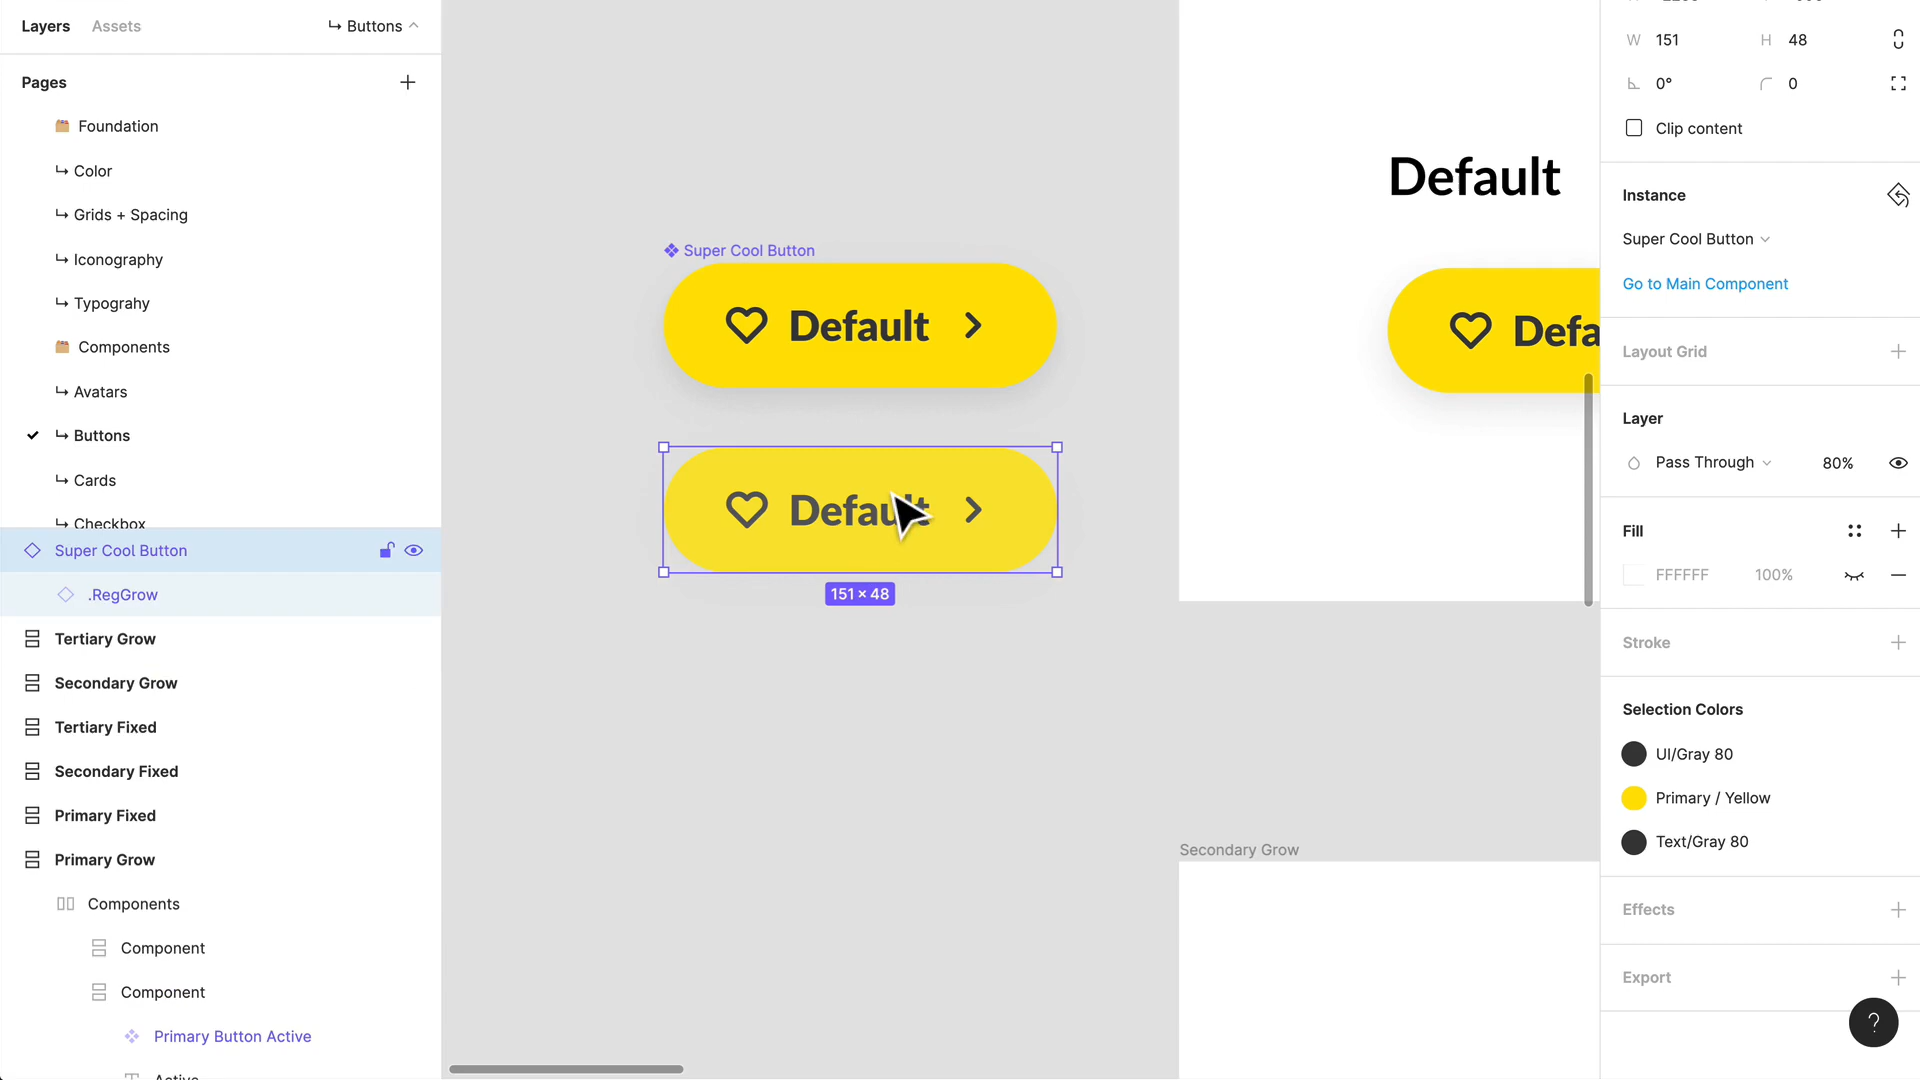 Layers Assets ↳ Buttons
Pages
Foundation
↳ Color
↳ Grids + Spacing
↳ Iconography
↳ Typograhy
Components
↳ Avatars
↳ Buttons
↳ Cards
↳ Checkbox
Super Cool Button
.RegGrow
Tertiary Grow
Secondary Grow
Tertiary Fixed
Secondary Fixed
Primary Fixed
Primary Grow
Components
Component
Component
Primary Button Active
Active
Super Cool Button
Default
Default
151 × 48
Default
Defa
Secondary Grow
W 151 H 48
0° 0
Clip content
Instance
Super Cool Button
Go to Main Component
Layout Grid
Layer
Pass Through 80%
Fill
FFFFFF 100%
Stroke
Selection Colors
UI/Gray 80
Primary / Yellow
Text/Gray 80
Effects
Export
?